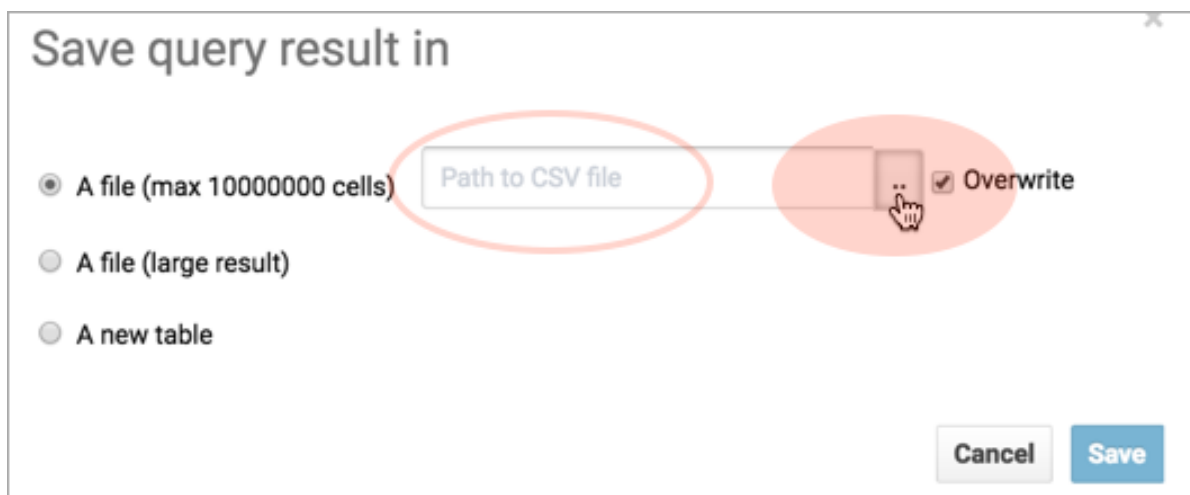 Save query result in
A file (max 10000000 cells) Path to CSV file .. Overwrite
A file (large result)
A new table
Cancel Save